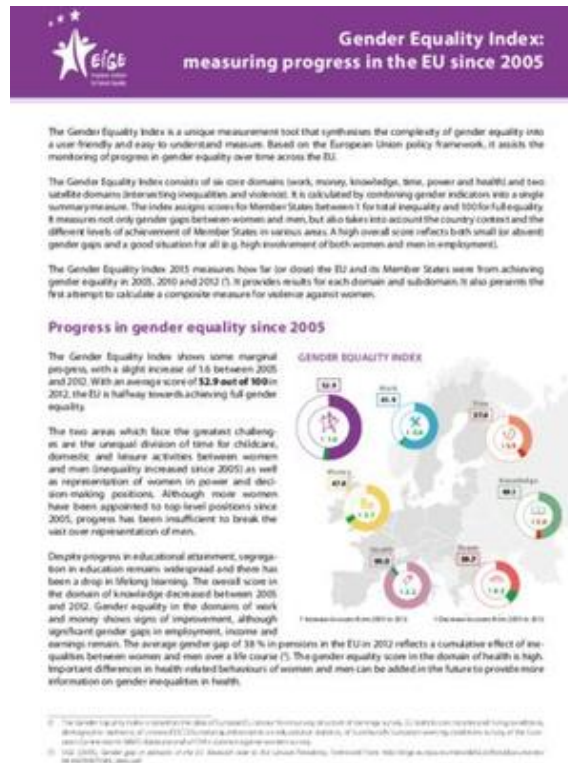 EIGE
Gender Equality Index:
measuring progress in the EU since 2005
The Gender Equality Index is a unique measurement tool that synthesises the complexity of gender equality into
a user-friendly and easy to understand measure. Based on the European Union policy framework, it assists the
monitoring of progress in gender equality over time across the EU.
The Gender Equality Index consists of six core domains (work, money, knowledge, time, power and health) and two
satellite domains (intersecting inequalities and violence). It is calculated by combining gender indicators into a single
summary measure. The index assigns scores for Member States between 1 for total inequality and 100 for full equality.
It measures not only gender gaps between women and men, but also takes into account the country context and the
different levels of achievement of Member States in various areas. A high overall score reflects both small (or absent)
gender gaps and a good situation for all (e.g. high involvement of both women and men in employment).
The Gender Equality Index 2015 measures how far (or close) the EU and its Member States were from achieving
gender equality in 2005, 2010 and 2012 (¹). It provides results for each domain and subdomain. It also presents the
first attempt to calculate a composite measure for violence against women.
Progress in gender equality since 2005
The Gender Equality Index shows some marginal
progress, with a slight increase of 1.6 between 2005
and 2012. With an average score of 52.9 out of 100 in
2012, the EU is halfway towards achieving full gender
equality.
The two areas which face the greatest challeng-
es are the unequal division of time for childcare,
domestic and leisure activities between women
and men (inequality increased since 2005) as well
as representation of women in power and deci-
sion-making positions. Although more women
have been appointed to top-level positions since
2005, progress has been insufficient to break the
vast over-representation of men.
Despite progress in educational attainment, segrega-
tion in education remains widespread and there has
been a drop in lifelong learning. The overall score in
the domain of knowledge decreased between 2005
and 2012. Gender equality in the domains of work
and money shows signs of improvement, although
significant gender gaps in employment, income and
earnings remain. The average gender gap of 38 % in pensions in the EU in 2012 reflects a cumulative effect of ine-
qualities between women and men over a life course (²). The gender equality score in the domain of health is high.
Important differences in health-related behaviours of women and men can be added in the future to provide more
information on gender inequalities in health.
GENDER EQUALITY INDEX
52.9
Work
Time
Money
Knowledge
Health
Power